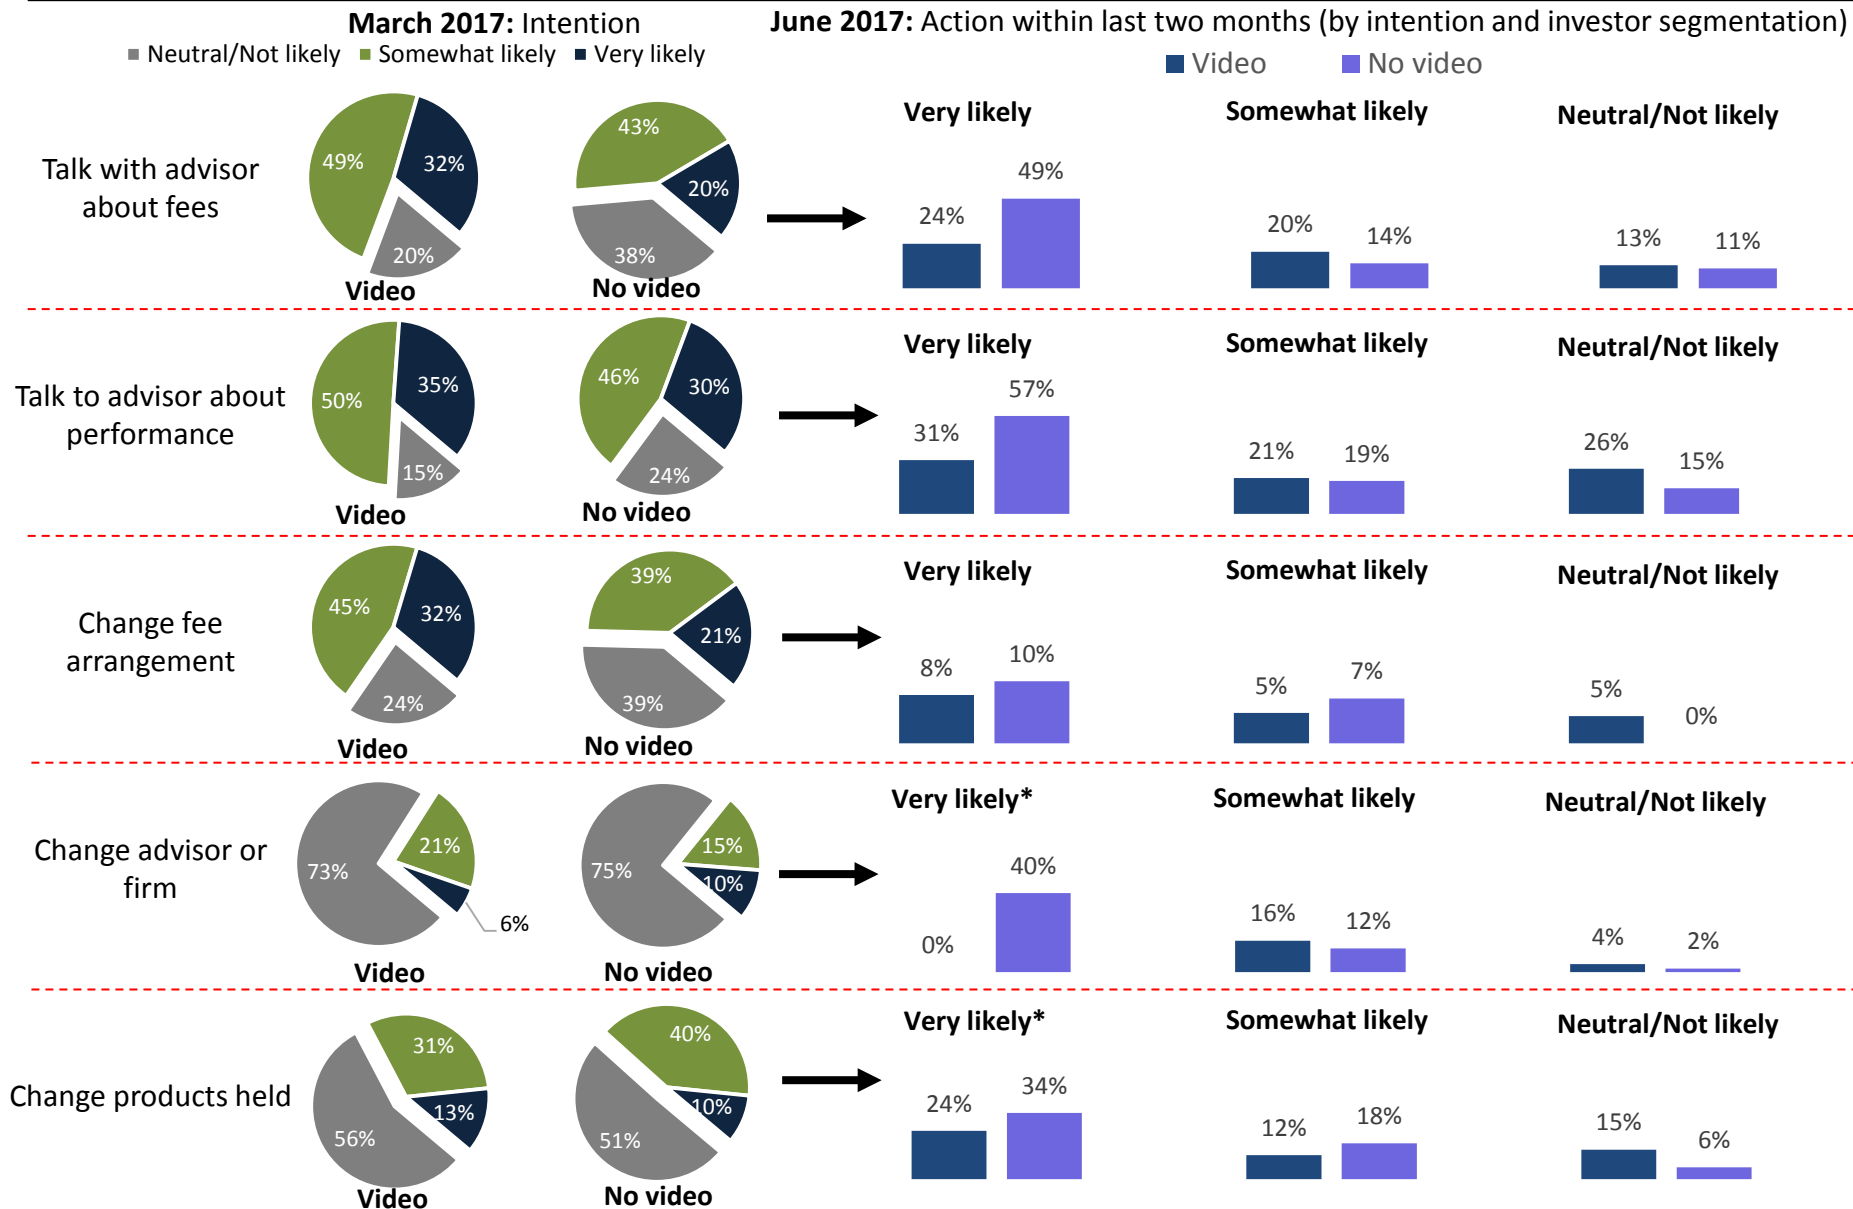 March 2017: Intention
Neutral/Not likely Somewhat likely Very likely
June 2017: Action within last two months (by intention and investor segmentation)
Video No video
Talk with advisor
about fees
49%
32%
20%
Video
43%
20%
38%
No video
Very likely
24%
49%
Somewhat likely
20%
14%
Neutral/Not likely
13%
11%
Talk to advisor about
performance
50%
35%
15%
Video
46%
30%
24%
No video
Very likely
31%
57%
Somewhat likely
21%
19%
Neutral/Not likely
26%
15%
Change fee
arrangement
45%
32%
24%
Video
39%
21%
39%
No video
Very likely
8%
10%
Somewhat likely
5%
7%
Neutral/Not likely
5%
0%
Change advisor or
firm
73%
21%
6%
Video
75%
15%
10%
No video
Very likely*
0%
40%
Somewhat likely
16%
12%
Neutral/Not likely
4%
2%
Change products held
31%
13%
56%
Video
40%
10%
51%
No video
Very likely*
24%
34%
Somewhat likely
12%
18%
Neutral/Not likely
15%
6%